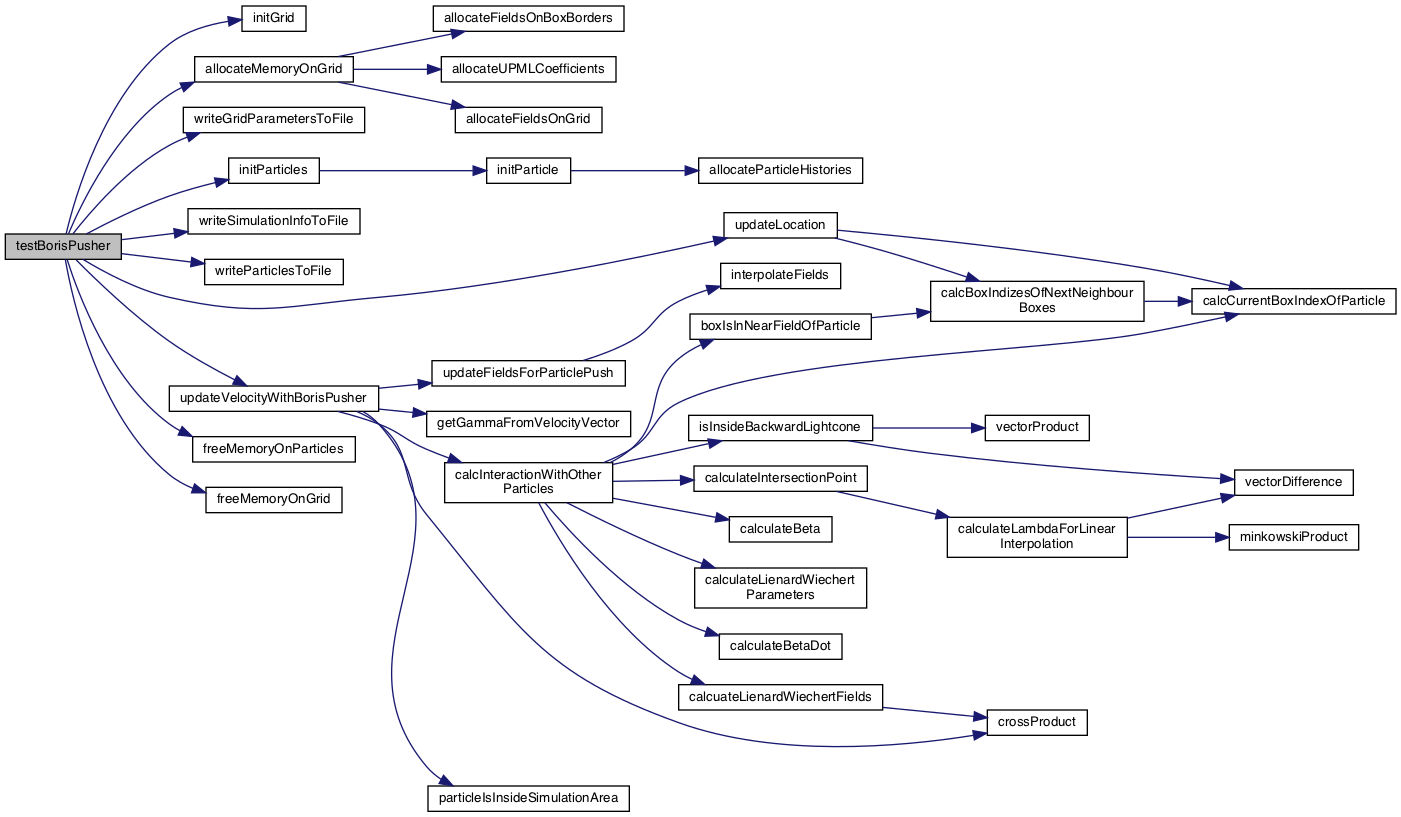 initGrid
allocateFieldsOnBoxBorders
allocateMemoryOnGrid
allocateUPMLCoefficients
writeGridParametersToFile
allocateFieldsOnGrid
initParticles
initParticle
allocateParticleHistories
writeSimulationInfoToFile
updateLocation
testBorisPusher
writeParticlesToFile
interpolateFields
calcBoxIndizesOfNextNeighbour
Boxes
calcCurrentBoxIndexOfParticle
boxIsInNearFieldOfParticle
updateFieldsForParticlePush
updateVelocityWithBorisPusher
getGammaFromVelocityVector
isInsideBackwardLightcone
vectorProduct
freeMemoryOnParticles
calcInteractionWithOther
Particles
calculateIntersectionPoint
vectorDifference
freeMemoryOnGrid
calculateBeta
calculateLambdaForLinear
Interpolation
minkowskiProduct
calculateLienardWiechert
Parameters
calculateBetaDot
calcuateLienardWiechertFields
crossProduct
particleIsInsideSimulationArea